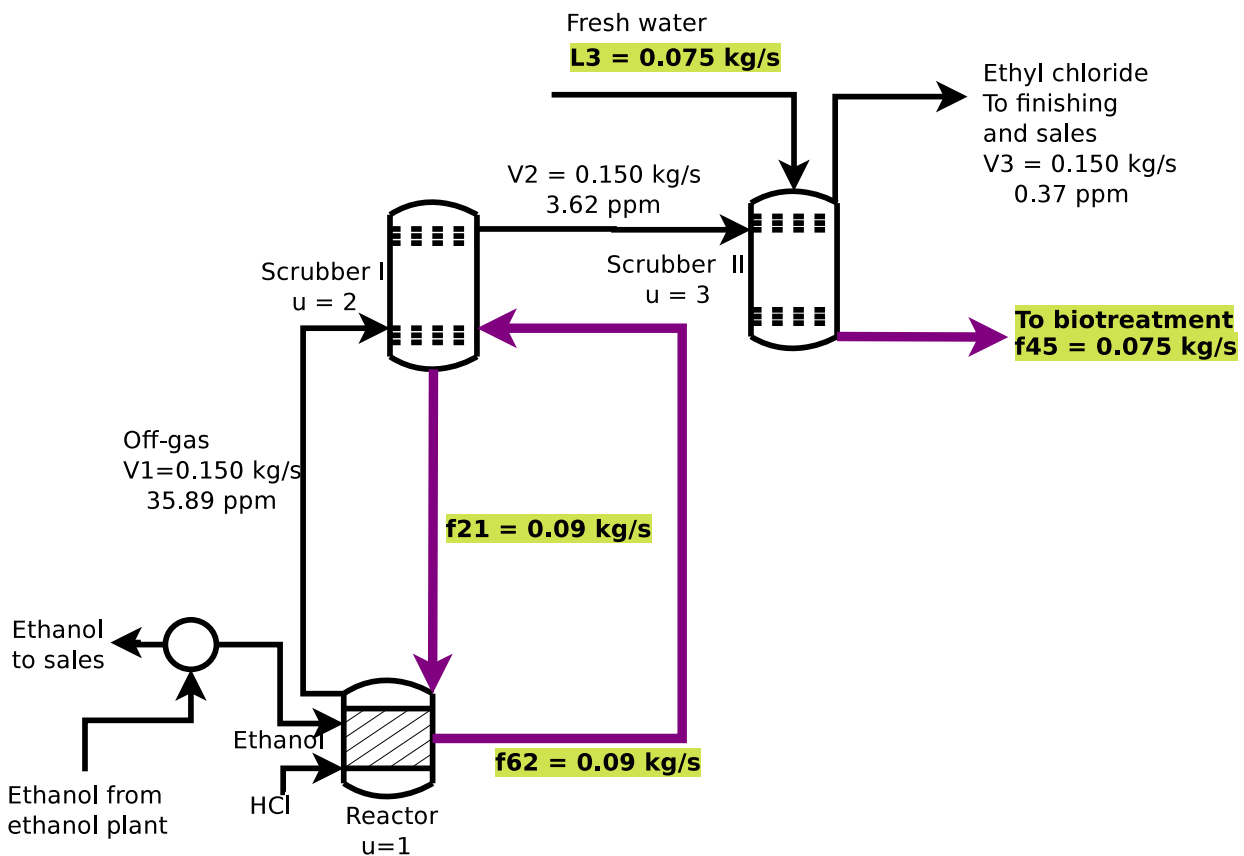 Fresh water
L3 = 0.075 kg/s
Ethyl chloride
To finishing
and sales
V3 = 0.150 kg/s
0.37 ppm
V2 = 0.150 kg/s
3.62 ppm
Scrubber I
u = 2
Scrubber II
u = 3
To biotreatment
f45 = 0.075 kg/s
Off-gas
V1=0.150 kg/s
35.89 ppm
f21 = 0.09 kg/s
Ethanol
to sales
Ethanol
f62 = 0.09 kg/s
HCl
Ethanol from
ethanol plant
Reactor
u=1